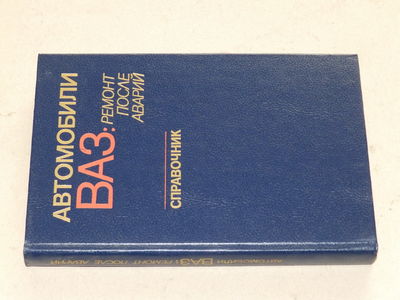 АВТОМОБИЛИ
ВАЗ: РЕМОНТ
ПОСЛЕ
АВАРИЙ
СПРАВОЧНИК
АВТОМОБИЛИ ВАЗ: РЕМОНТ ПОСЛЕ АВАРИЙ